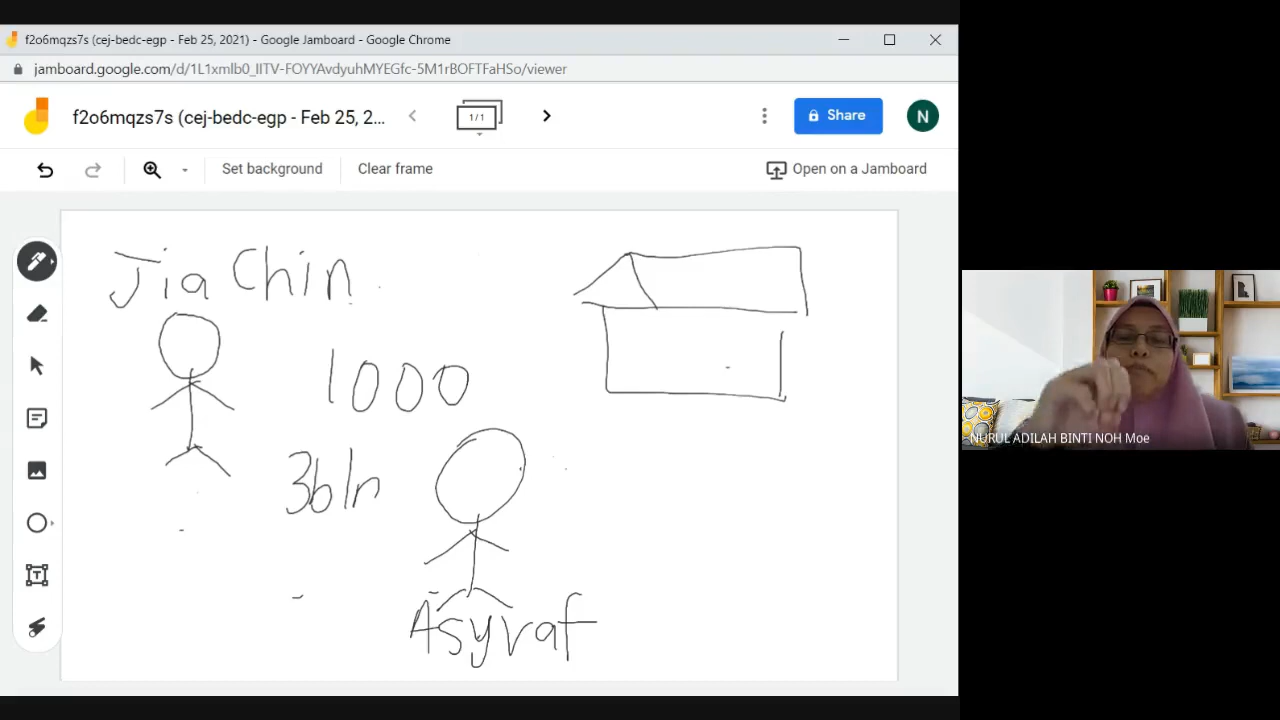 f2o6mqzs7s (cej-bedc-egp - Feb 25, 2021) - Google Jamboard - Google Chrome
jamboard.google.com/d/1L1xmlb0_IITV-FOYYAvdyuhMYEGfc-5M1rBOFTFaHSo/viewer
f2o6mqzs7s (cej-bedc-egp - Feb 25, 2...
1/1
Share
N
Set background
Clear frame
Open on a Jamboard
Jia Chin
1000
3bln
Asyraf
NURUL ADILAH BINTI NOH Moe